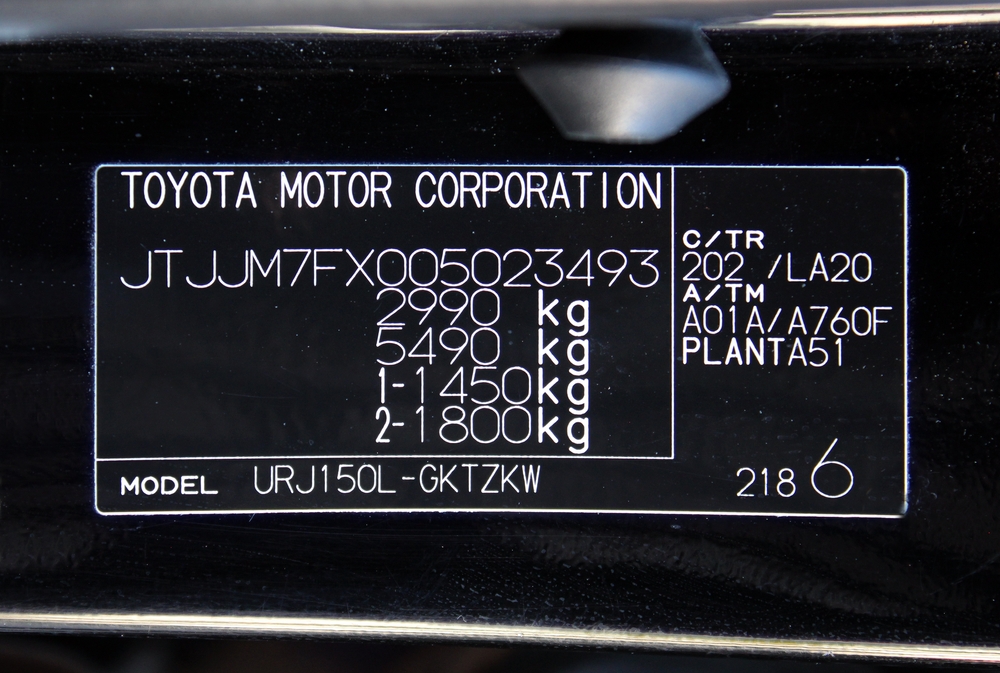 TOYOTA MOTOR CORPORATION
JTJJM7FX005023493
2990 kg
5490 kg
1-1450kg
2-1800kg
C/TR
202 /LA20
A/TM
A01A/A760F
PLANTA51
MODEL URJ150L-GKTZKW
218 6